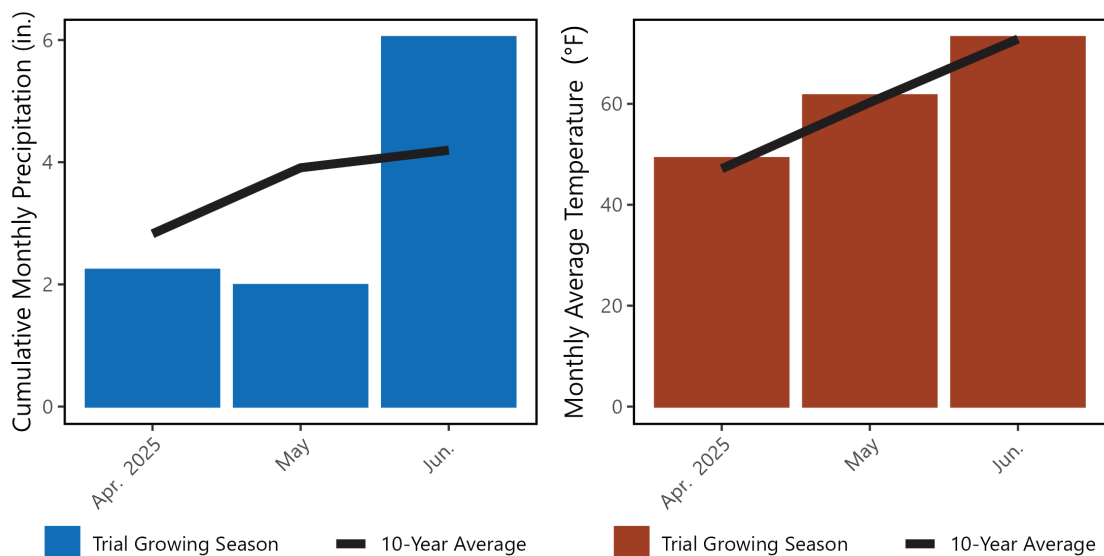 Cumulative Monthly Precipitation (in.)
6
4
2
0
Apr. 2025
May
Jun.
Trial Growing Season
10-Year Average
Monthly Average Temperature (°F)
60
40
20
0
Apr. 2025
May
Jun.
Trial Growing Season
10-Year Average